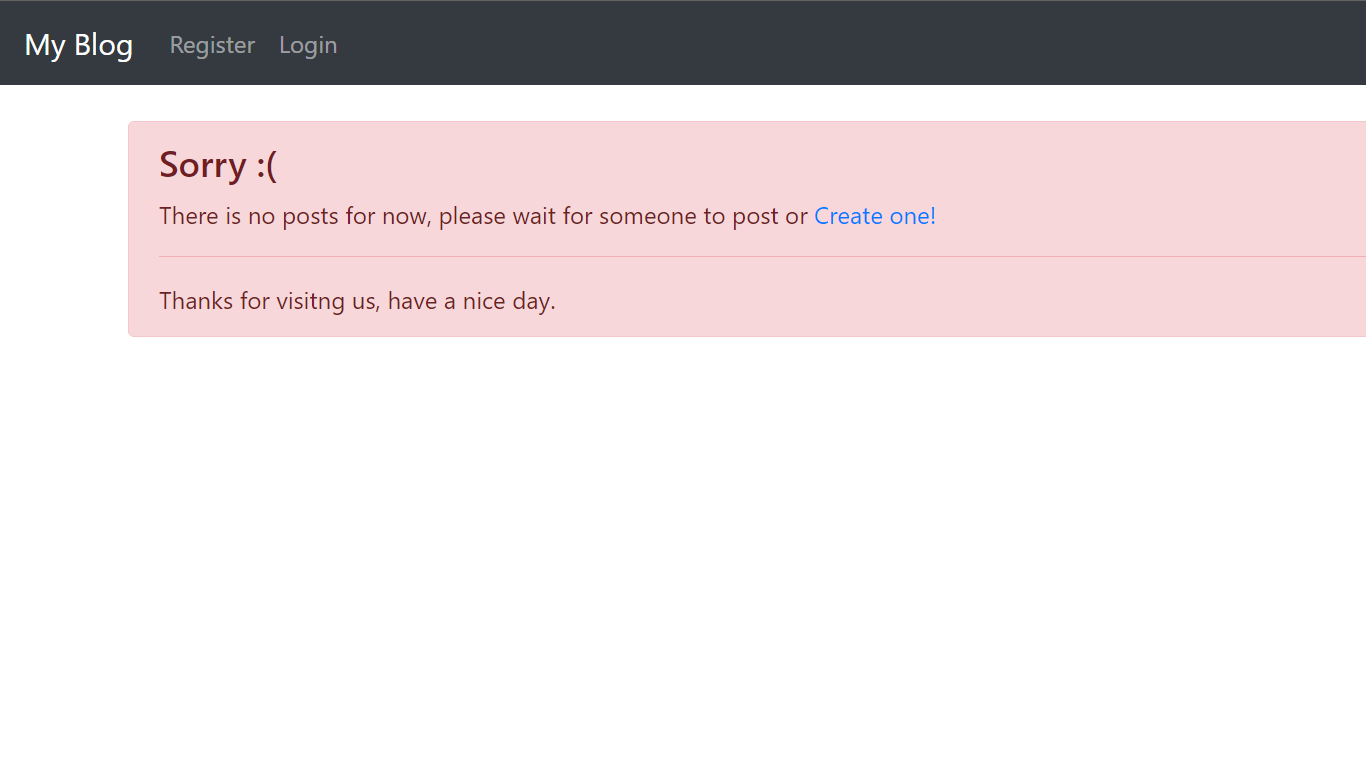 My Blog Register Login
Sorry :(
There is no posts for now, please wait for someone to post or Create one!
Thanks for visitng us, have a nice day.